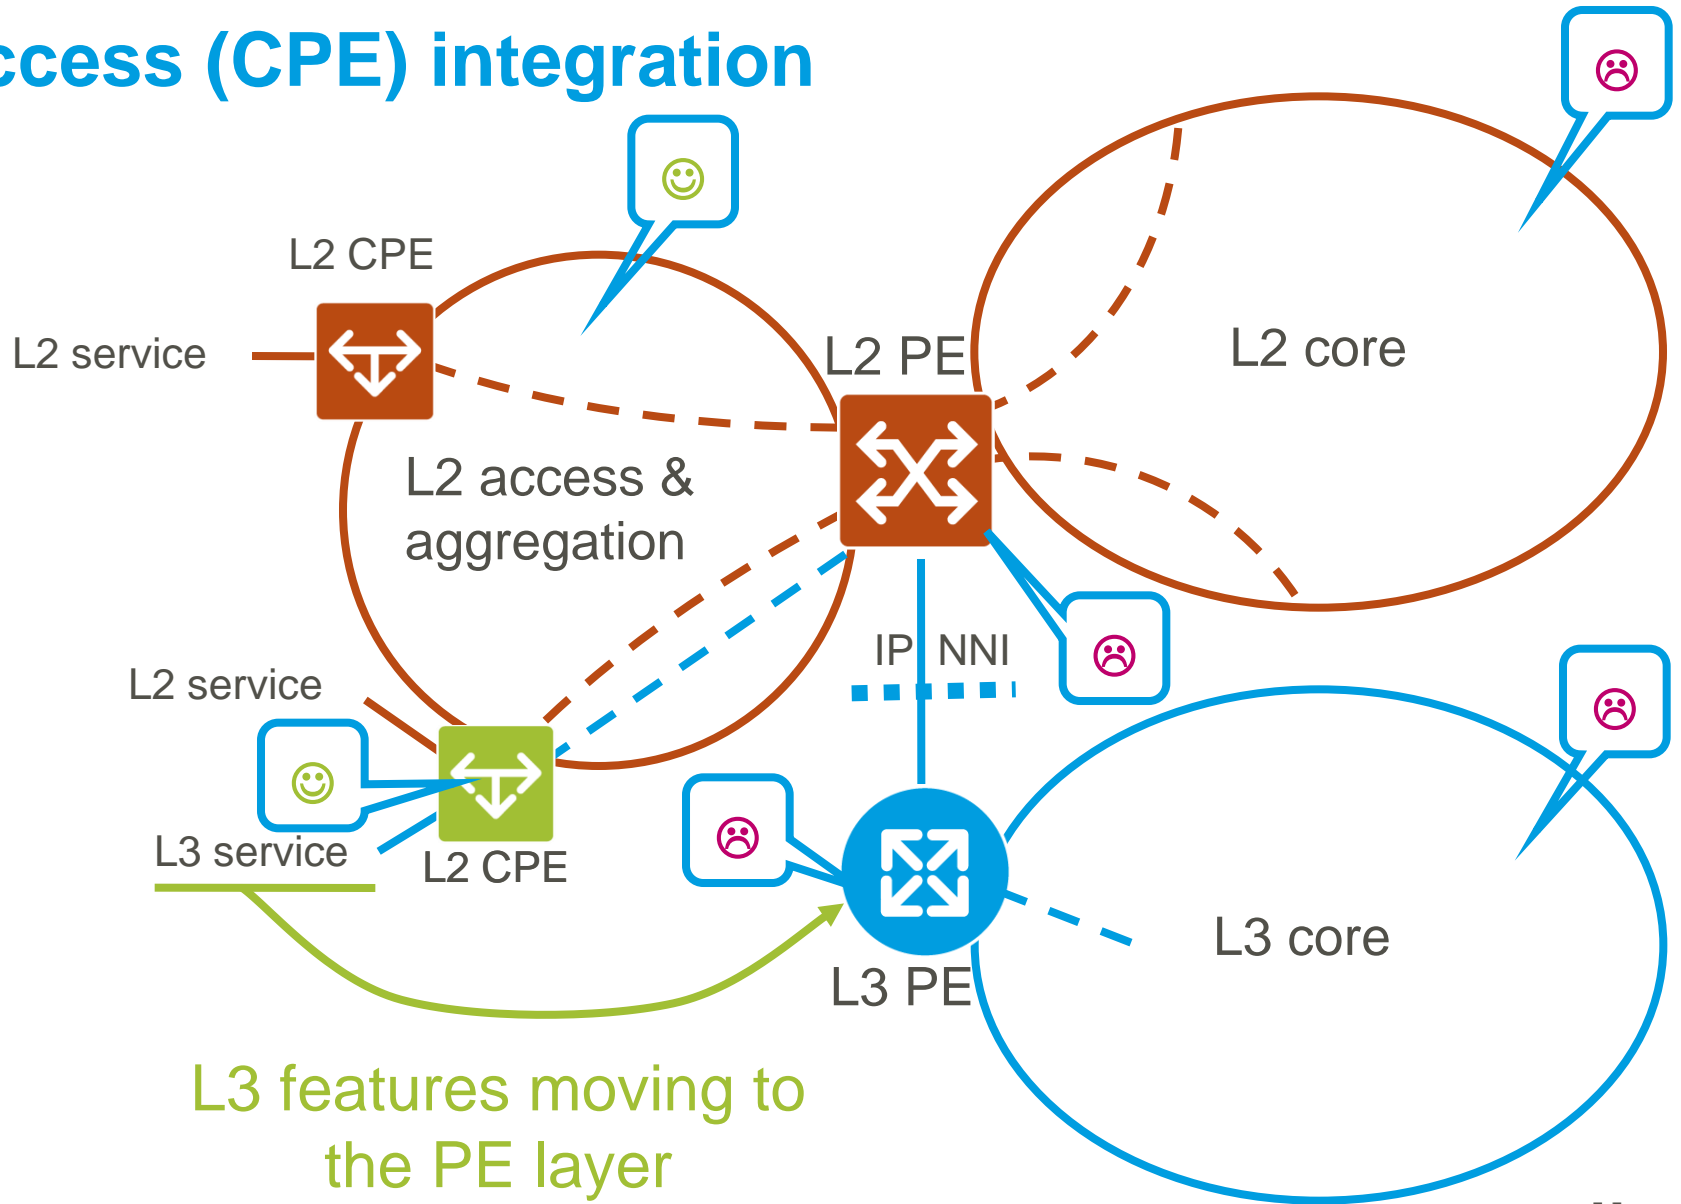 ccess (CPE) integration
L2 CPE
L2 service
L2 PE
L2 core
L2 access &
aggregation
IP NNI
L2 service
L3 service
L2 CPE
L3 core
L3 PE
L3 features moving to
the PE layer